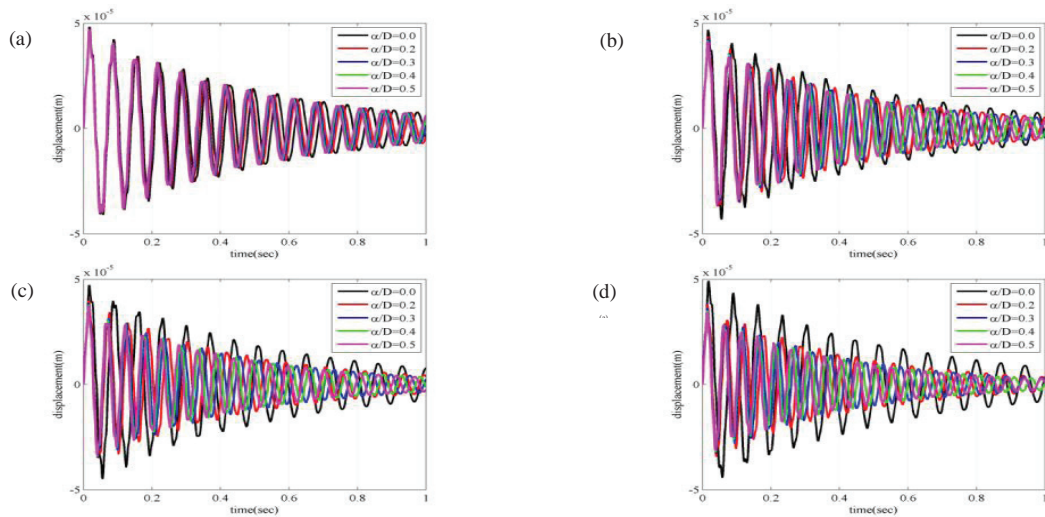 (a)
x 10⁻⁵
5
0
-5
displacement(m)
0 0.2 0.4 0.6 0.8 1
time(sec)
α/D=0.0
α/D=0.2
α/D=0.3
α/D=0.4
α/D=0.5
(b)
x 10⁻⁵
5
0
-5
displacement(m)
0 0.2 0.4 0.6 0.8 1
time(sec)
α/D=0.0
α/D=0.2
α/D=0.3
α/D=0.4
α/D=0.5
(c)
x 10⁻⁵
5
0
-5
displacement(m)
0 0.2 0.4 0.6 0.8 1
time(sec)
α/D=0.0
α/D=0.2
α/D=0.3
α/D=0.4
α/D=0.5
(d)
x 10⁻⁵
5
0
-5
displacement(m)
0 0.2 0.4 0.6 0.8 1
time(sec)
α/D=0.0
α/D=0.2
α/D=0.3
α/D=0.4
α/D=0.5